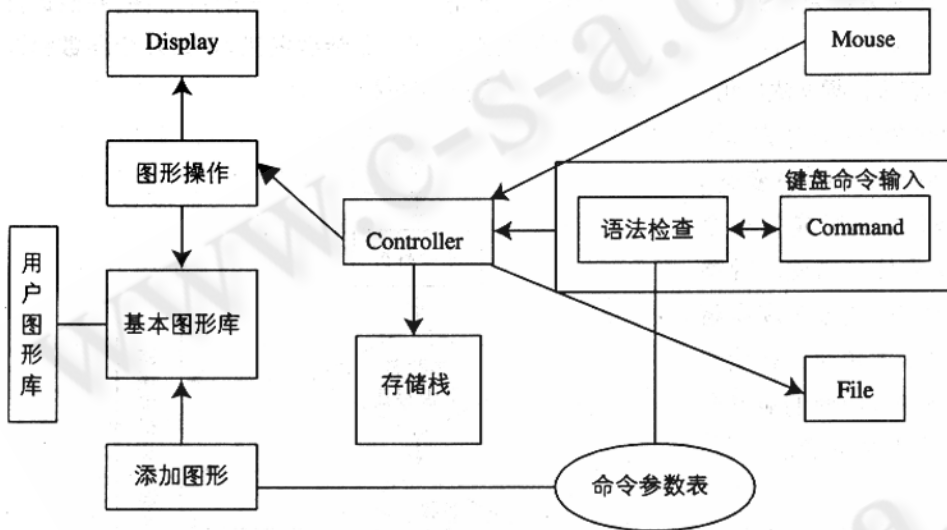 Display
Mouse
图形操作
键盘命令输入
语法检查
Command
Controller
用户图形库
基本图形库
存储栈
File
添加图形
命令参数表
www.c-s-a.o